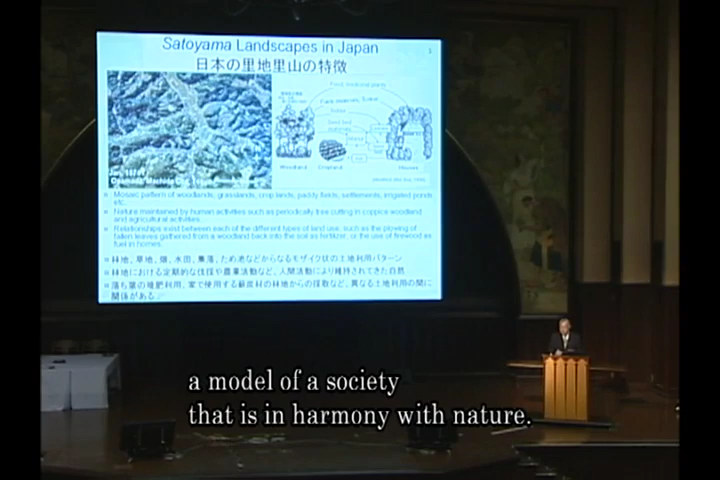 Satoyama Landscapes in Japan
日本の里地里山の特徴
Food, medicinal plants
Woodland
Cropland
Houses
Mosaic pattern of woodlands, grasslands, crop lands, paddy fields, settlements, irrigated ponds
etc.
Nature maintained by human activities such as periodically tree cutting in coppice woodland
and agricultural activities
Relationships exist between each of the different types of land use, such as the plowing of
fallen leaves gathered from a woodland back into the soil as fertilizer, or the use of firewood as
fuel in homes.
林地、草地、畑、水田、集落、ため池などからなるモザイク状の土地利用パターン
林地における定期的な伐採や農業活動など、人間活動により維持されてきた自然
落ち葉の堆肥利用、家で使用する薪炭材の林地からの採取など、異なる土地利用の間に
関係がある
a model of a society
that is in harmony with nature.